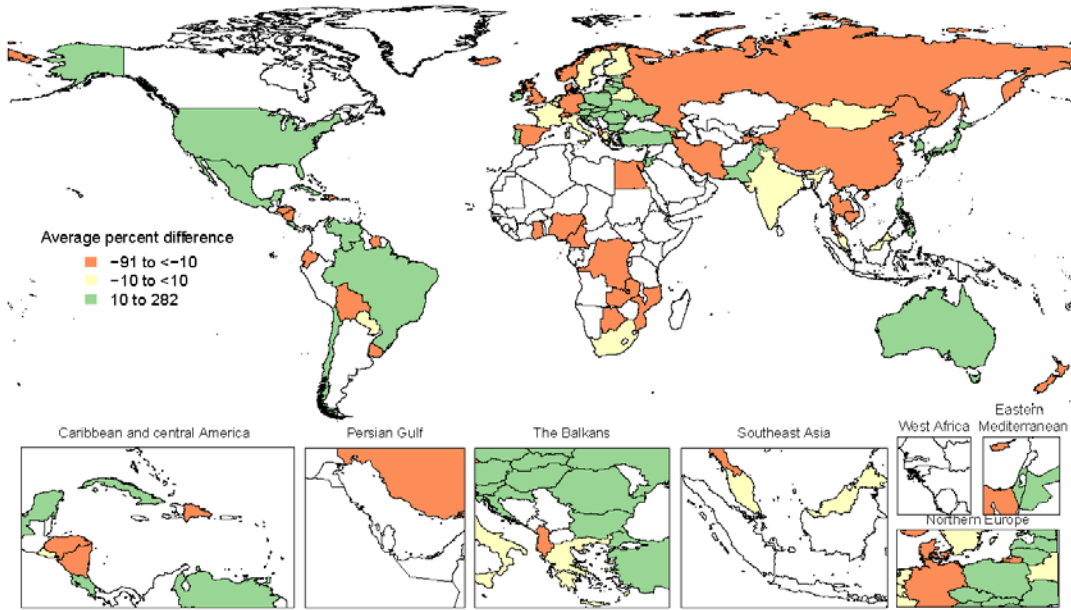 Average percent difference
−91 to <−10
−10 to <10
10 to 282
Caribbean and central America
Persian Gulf
The Balkans
Southeast Asia
West Africa
Eastern
Mediterranean
Northern Europe